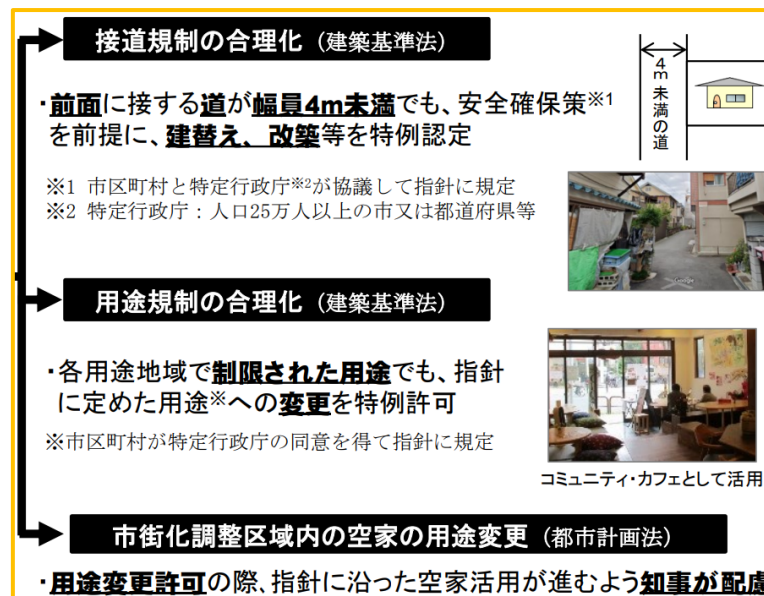 接道規制の合理化（建築基準法）
4m未満の道
・前面に接する道が幅員4m未満でも、安全確保策※1
を前提に、建替え、改築等を特例認定
※1 市区町村と特定行政庁※2が協議して指針に規定
※2 特定行政庁：人口25万人以上の市又は都道府県等
Google
用途規制の合理化（建築基準法）
・各用途地域で制限された用途でも、指針
に定めた用途※への変更を特例許可
※市区町村が特定行政庁の同意を得て指針に規定
コミュニティ・カフェとして活用
市街化調整区域内の空家の用途変更（都市計画法）
・用途変更許可の際、指針に沿った空家活用が進むよう知事が配慮